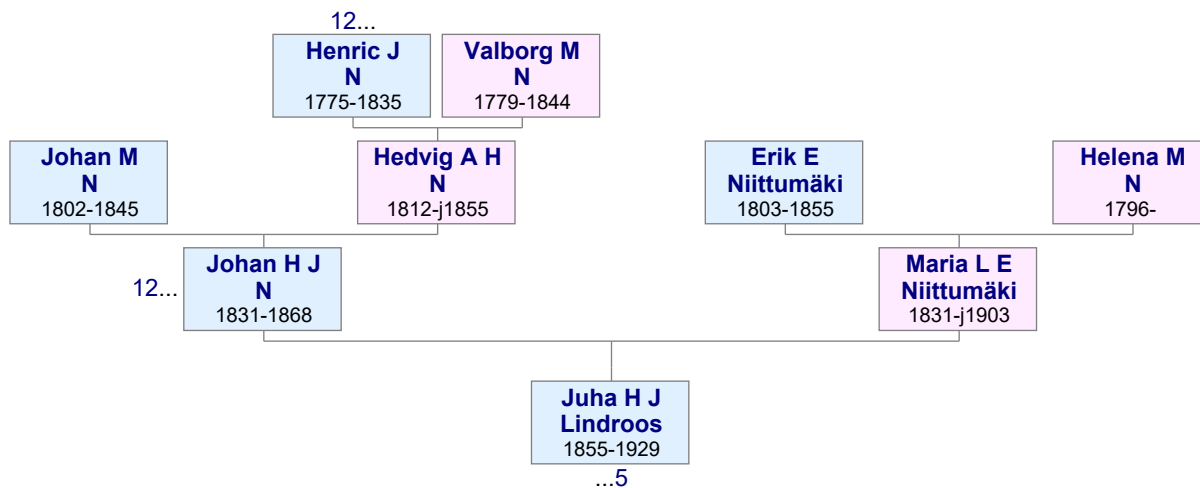 12...
Henric J
N
1775-1835
Valborg M
N
1779-1844
Johan M
N
1802-1845
Hedvig A H
N
1812-j1855
Erik E
Niittumäki
1803-1855
Helena M
N
1796-
12...
Johan H J
N
1831-1868
Maria L E
Niittumäki
1831-j1903
Juha H J
Lindroos
1855-1929
...5